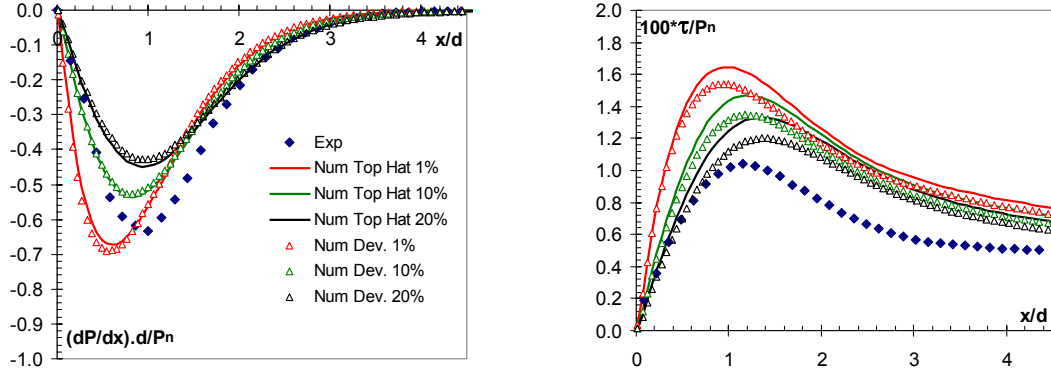 0.0
-0.1
-0.2
-0.3
-0.4
-0.5
-0.6
-0.7
-0.8
-0.9
-1.0
0 1 2 3 4
x/d
Exp
Num Top Hat 1%
Num Top Hat 10%
Num Top Hat 20%
Num Dev. 1%
Num Dev. 10%
Num Dev. 20%
(dP/dx).d/Pn
2.0
1.8
1.6
1.4
1.2
1.0
0.8
0.6
0.4
0.2
0.0
100*τ/Pn
x/d
0 1 2 3 4